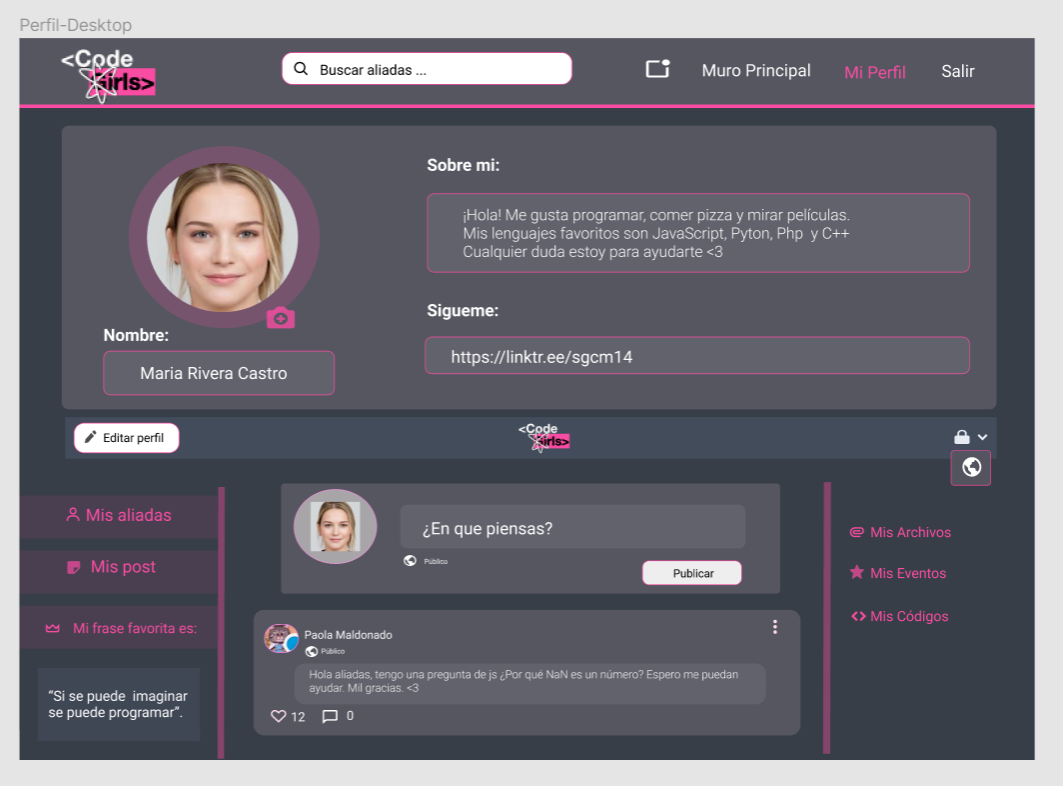 Perfil-Desktop
<Code
Girls>
Buscar aliadas ...
Muro Principal
Mi Perfil
Salir
Sobre mi:
¡Hola! Me gusta programar, comer pizza y mirar películas.
Mis lenguajes favoritos son JavaScript, Pyton, Php y C++
Cualquier duda estoy para ayudarte <3
Sigueme:
https://linktr.ee/sgcm14
Nombre:
Maria Rivera Castro
Editar perfil
<Code
Girls>
Mis aliadas
Mis post
Mi frase favorita es:
“Si se puede imaginar
se puede programar”.
¿En que piensas?
Público
Publicar
Paola Maldonado
Público
Hola aliadas, tengo una pregunta de js ¿Por qué NaN es un número? Espero me puedan
ayudar. Mil gracias. <3
12
0
Mis Archivos
Mis Eventos
Mis Códigos